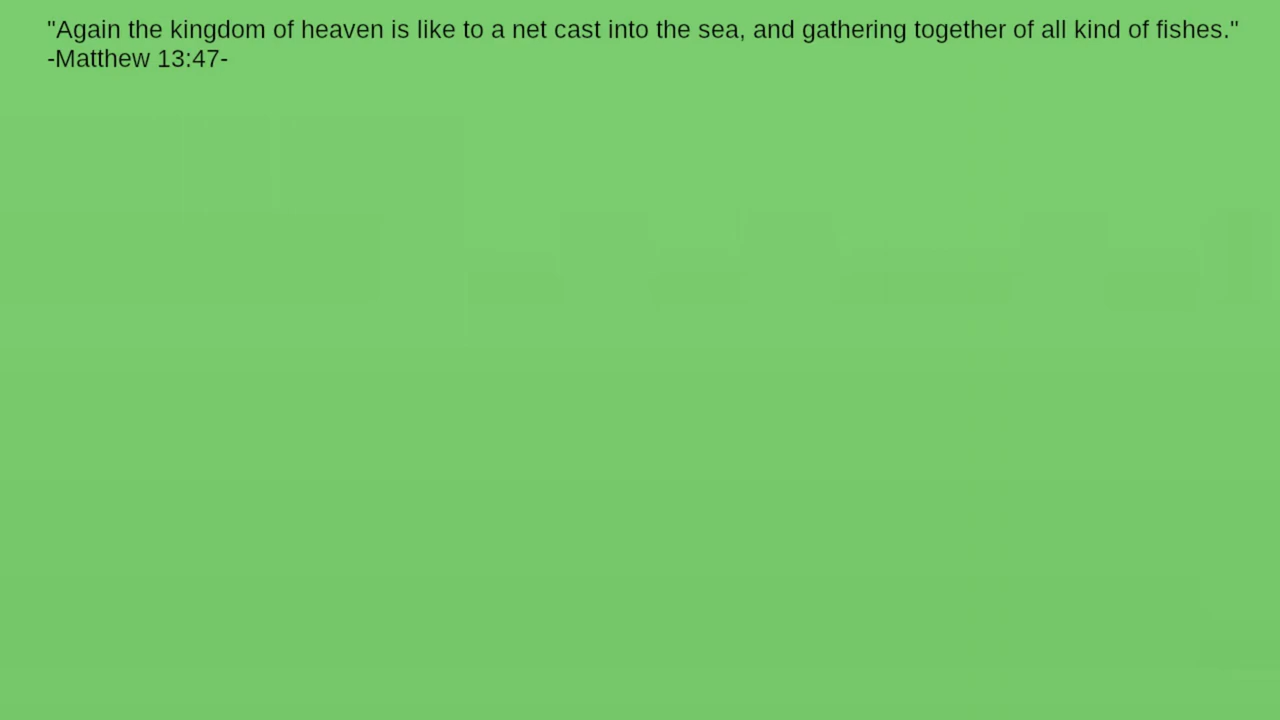 "Again the kingdom of heaven is like to a net cast into the sea, and gathering together of all kind of fishes."
-Matthew 13:47-